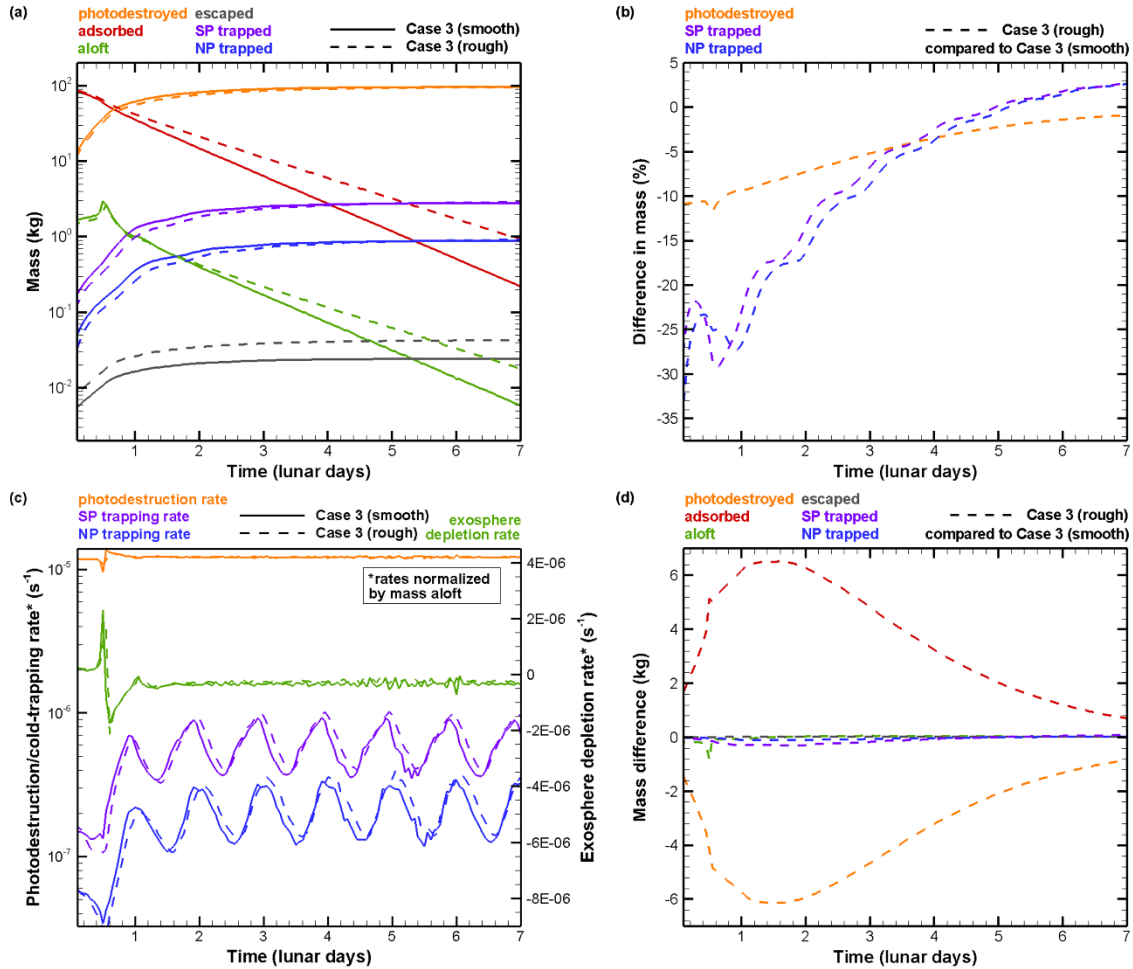 (a)
photodestroyed escaped
adsorbed SP trapped Case 3 (smooth)
aloft NP trapped Case 3 (rough)
10²
10¹
10⁰
10⁻¹
10⁻²
Mass (kg)
1 2 3 4 5 6 7
Time (lunar days)
(b)
photodestroyed
SP trapped Case 3 (rough)
NP trapped compared to Case 3 (smooth)
5
0
-5
-10
-15
-20
-25
-30
-35
Difference in mass (%)
1 2 3 4 5 6 7
Time (lunar days)
(c)
photodestruction rate
SP trapping rate Case 3 (smooth) exosphere
NP trapping rate Case 3 (rough) depletion rate
*rates normalized
by mass aloft
10⁻⁵
10⁻⁶
10⁻⁷
Photodestruction/cold-trapping rate* (s⁻¹)
4E-06
2E-06
0
-2E-06
-4E-06
-6E-06
-8E-06
Exosphere depletion rate* (s⁻¹)
1 2 3 4 5 6 7
Time (lunar days)
(d)
photodestroyed escaped
adsorbed SP trapped Case 3 (rough)
aloft NP trapped compared to Case 3 (smooth)
6
4
2
0
-2
-4
-6
Mass difference (kg)
1 2 3 4 5 6 7
Time (lunar days)